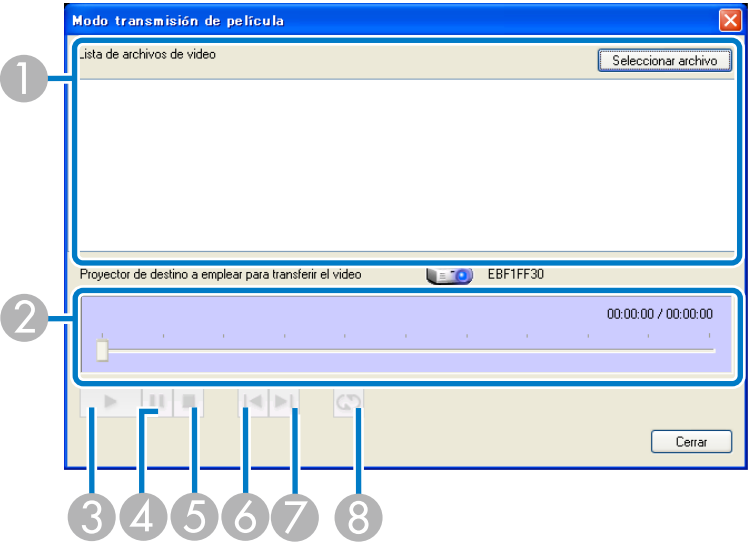 Modo transmisión de película
Lista de archivos de video
Seleccionar archivo
1
Proyector de destino a emplear para transferir el video
EBF1FF30
2
00:00:00 / 00:00:00
Cerrar
3 4 5 6 7 8